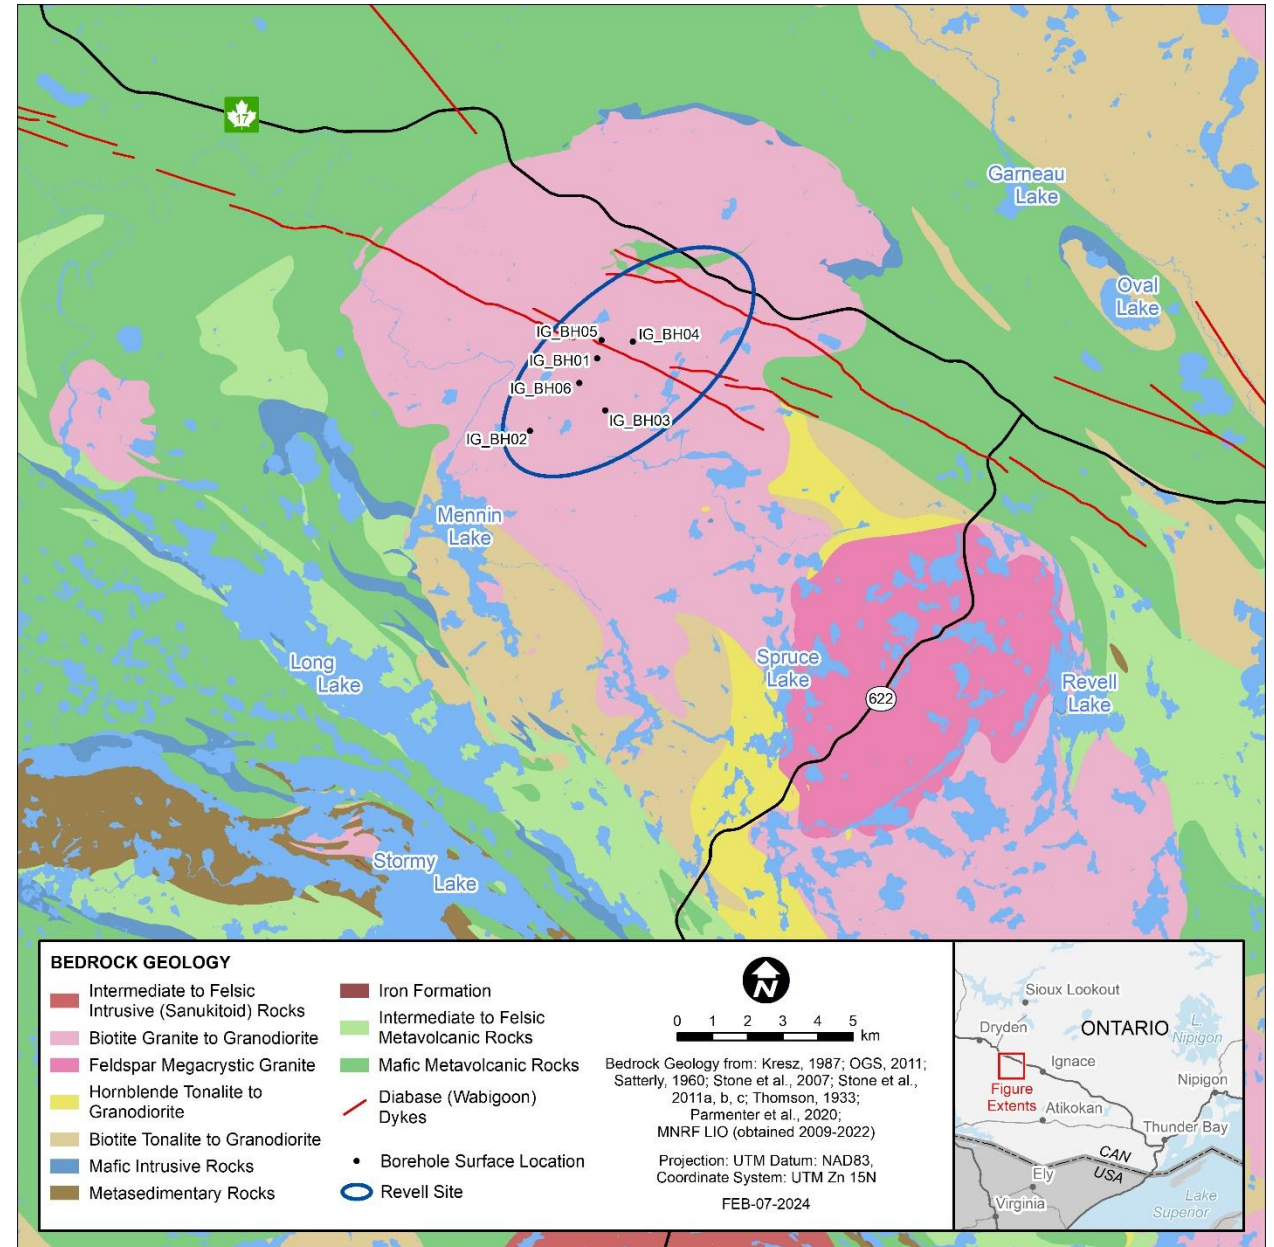 17
Garneau
Lake
Oval
Lake
IG_BH05
IG_BH04
IG_BH01
IG_BH06
IG_BH03
IG_BH02
Mennin
Lake
Long
Lake
Spruce
Lake
Revell
Lake
622
Stormy
Lake
BEDROCK GEOLOGY
Intermediate to Felsic
Intrusive (Sanukitoid) Rocks
Biotite Granite to Granodiorite
Feldspar Megacrystic Granite
Hornblende Tonalite to
Granodiorite
Biotite Tonalite to Granodiorite
Mafic Intrusive Rocks
Metasedimentary Rocks
Iron Formation
Intermediate to Felsic
Metavolcanic Rocks
Mafic Metavolcanic Rocks
Diabase (Wabigoon)
Dykes
Borehole Surface Location
Revell Site
N
0 1 2 3 4 5
km
Bedrock Geology from: Kresz, 1987; OGS, 2011;
Satterly, 1960; Stone et al., 2007; Stone et al.,
2011a, b, c; Thomson, 1933;
Parmenter et al., 2020;
MNRF LIO (obtained 2009-2022)
Projection: UTM Datum: NAD83,
Coordinate System: UTM Zn 15N
FEB-07-2024
Sioux Lookout
Dryden
ONTARIO
L.
Nipigon
Ignace
Figure
Extents
Nipigon
Atikokan
Thunder Bay
CAN
USA
Ely
Virginia
Lake
Superior